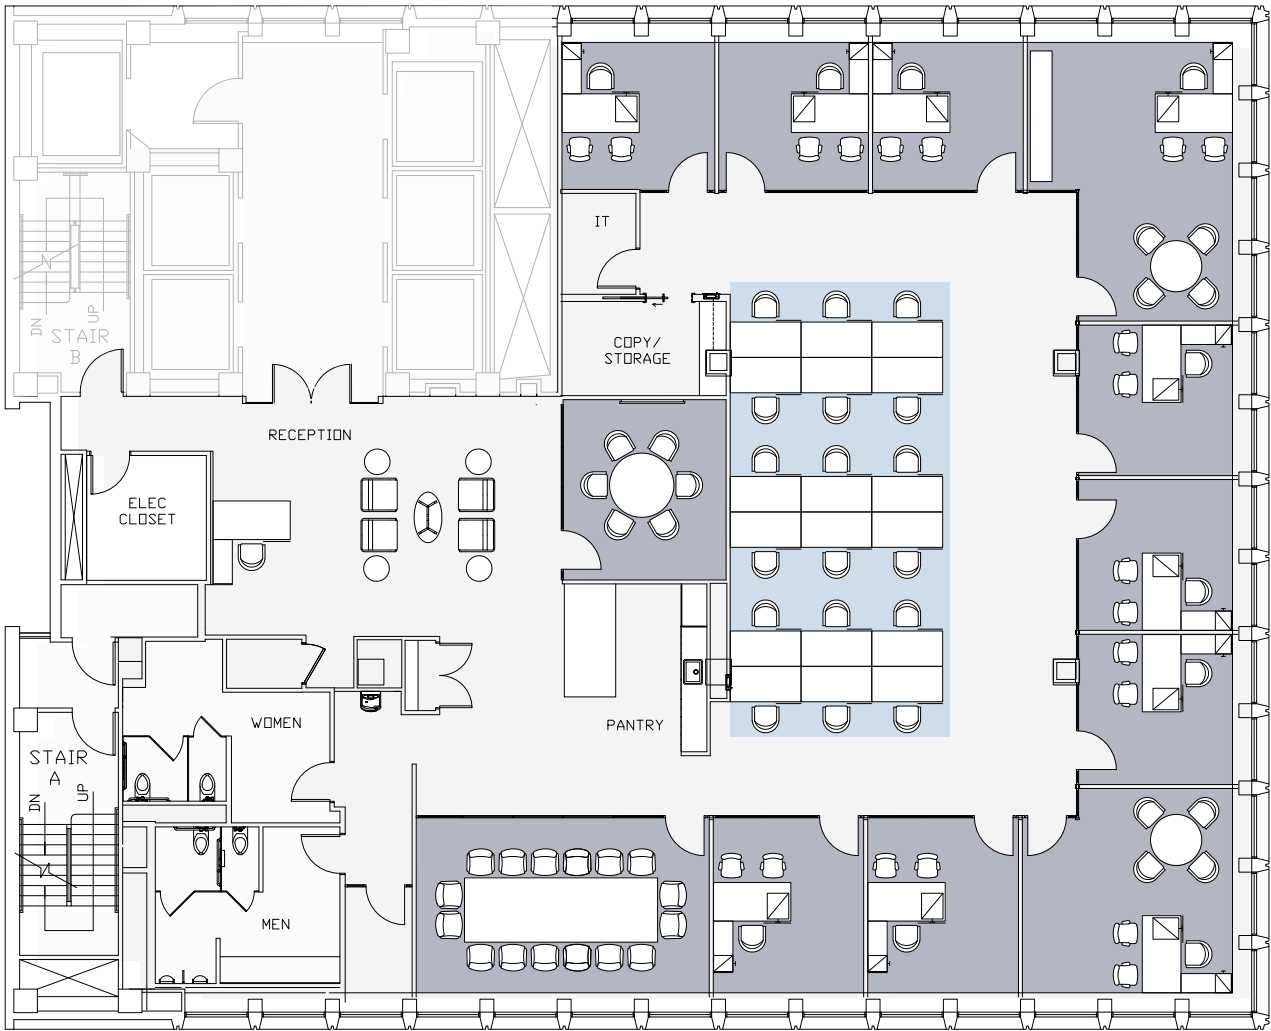 IT
DN
UP
STAIR
B
COPY/
STORAGE
RECEPTION
ELEC
CLOSET
WOMEN
PANTRY
STAIR
A
DN
UP
MEN